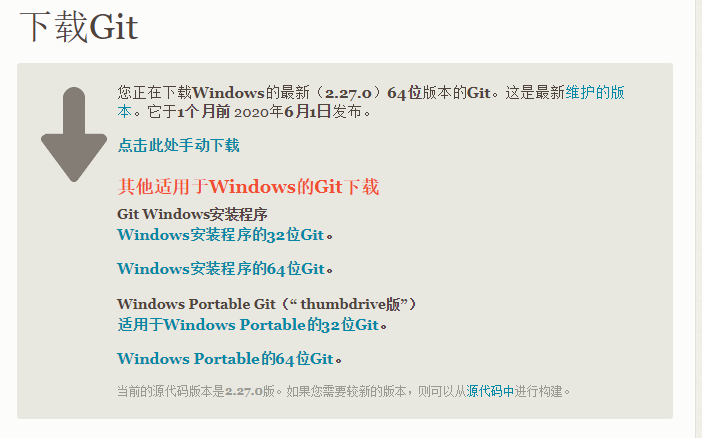 下载Git
您正在下载Windows的最新（2.27.0）64位版本的Git。这是最新维护的版
本。它于1个月前 2020年6月1日发布。
点击此处手动下载
其他适用于Windows的Git下载
Git Windows安装程序
Windows安装程序的32位Git。
Windows安装程序的64位Git。
Windows Portable Git（“ thumbdrive版”）
适用于Windows Portable的32位Git。
Windows Portable的64位Git。
当前的源代码版本是2.27.0版。如果您需要较新的版本，则可以从源代码中进行构建。